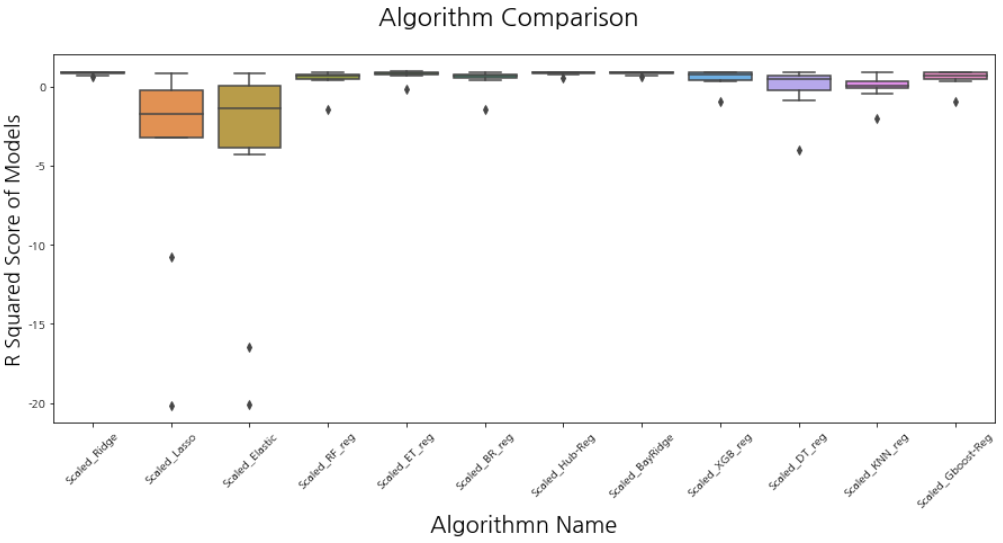 Algorithm Comparison
R Squared Score of Models
0
-5
-10
-15
-20
Scaled_Ridge
Scaled_Lasso
Scaled_Elastic
Scaled_RF_reg
Scaled_ET_reg
Scaled_BR_reg
Scaled_Hub-Reg
Scaled_BayRidge
Scaled_XGB_reg
Scaled_DT_reg
Scaled_KNN_reg
Scaled_Gboost-Reg
Algorithmn Name